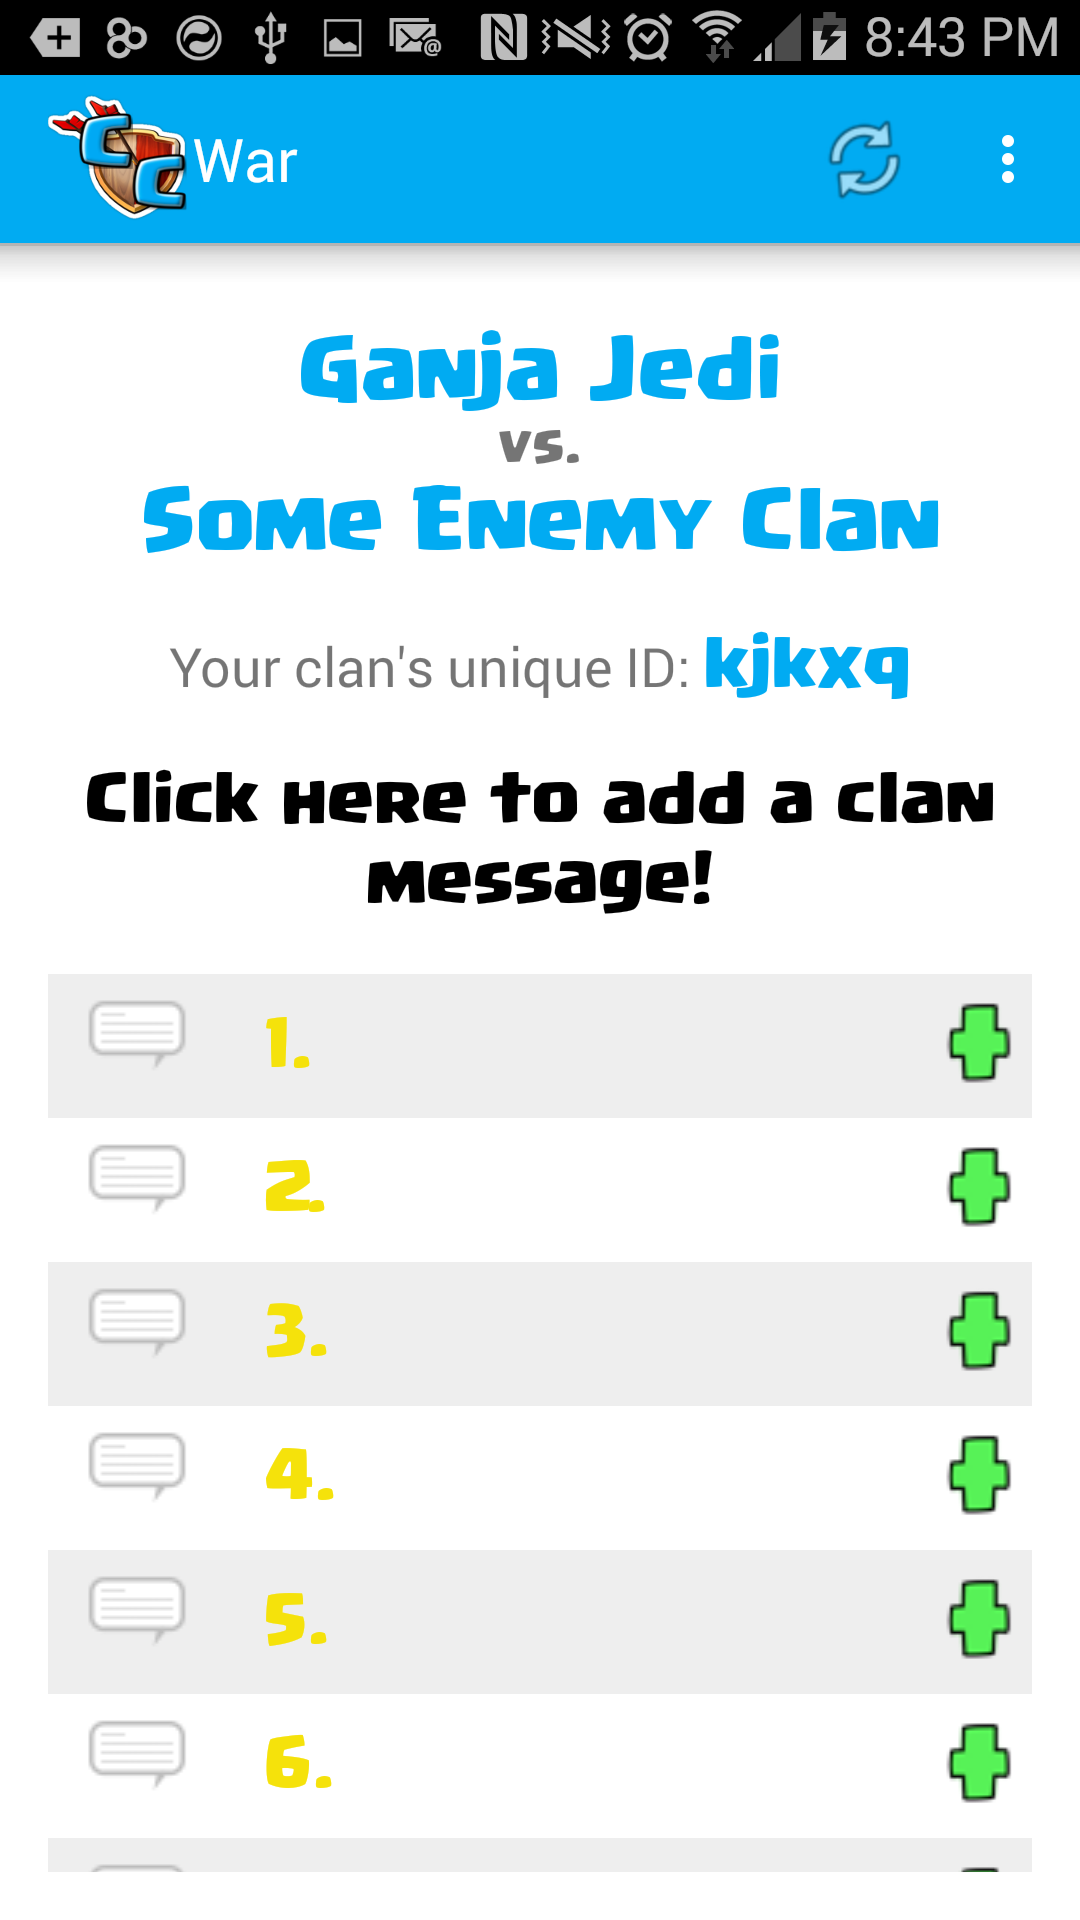 8:43 PM
CC War
Ganja Jedi
vs.
Some Enemy Clan
Your clan's unique ID: kjkxq
Click here to add a clan
message!
1.
2.
3.
4.
5.
6.